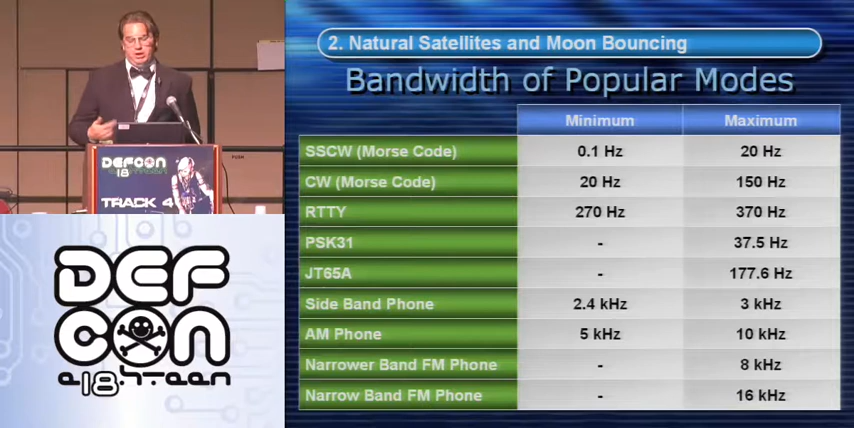 DEFCON
18
TRACK 4
PUSH
DEF
CON
e18hteen
2. Natural Satellites and Moon Bouncing
Bandwidth of Popular Modes
Minimum Maximum
SSCW (Morse Code) 0.1 Hz 20 Hz
CW (Morse Code) 20 Hz 150 Hz
RTTY 270 Hz 370 Hz
PSK31 - 37.5 Hz
JT65A - 177.6 Hz
Side Band Phone 2.4 kHz 3 kHz
AM Phone 5 kHz 10 kHz
Narrower Band FM Phone - 8 kHz
Narrow Band FM Phone - 16 kHz